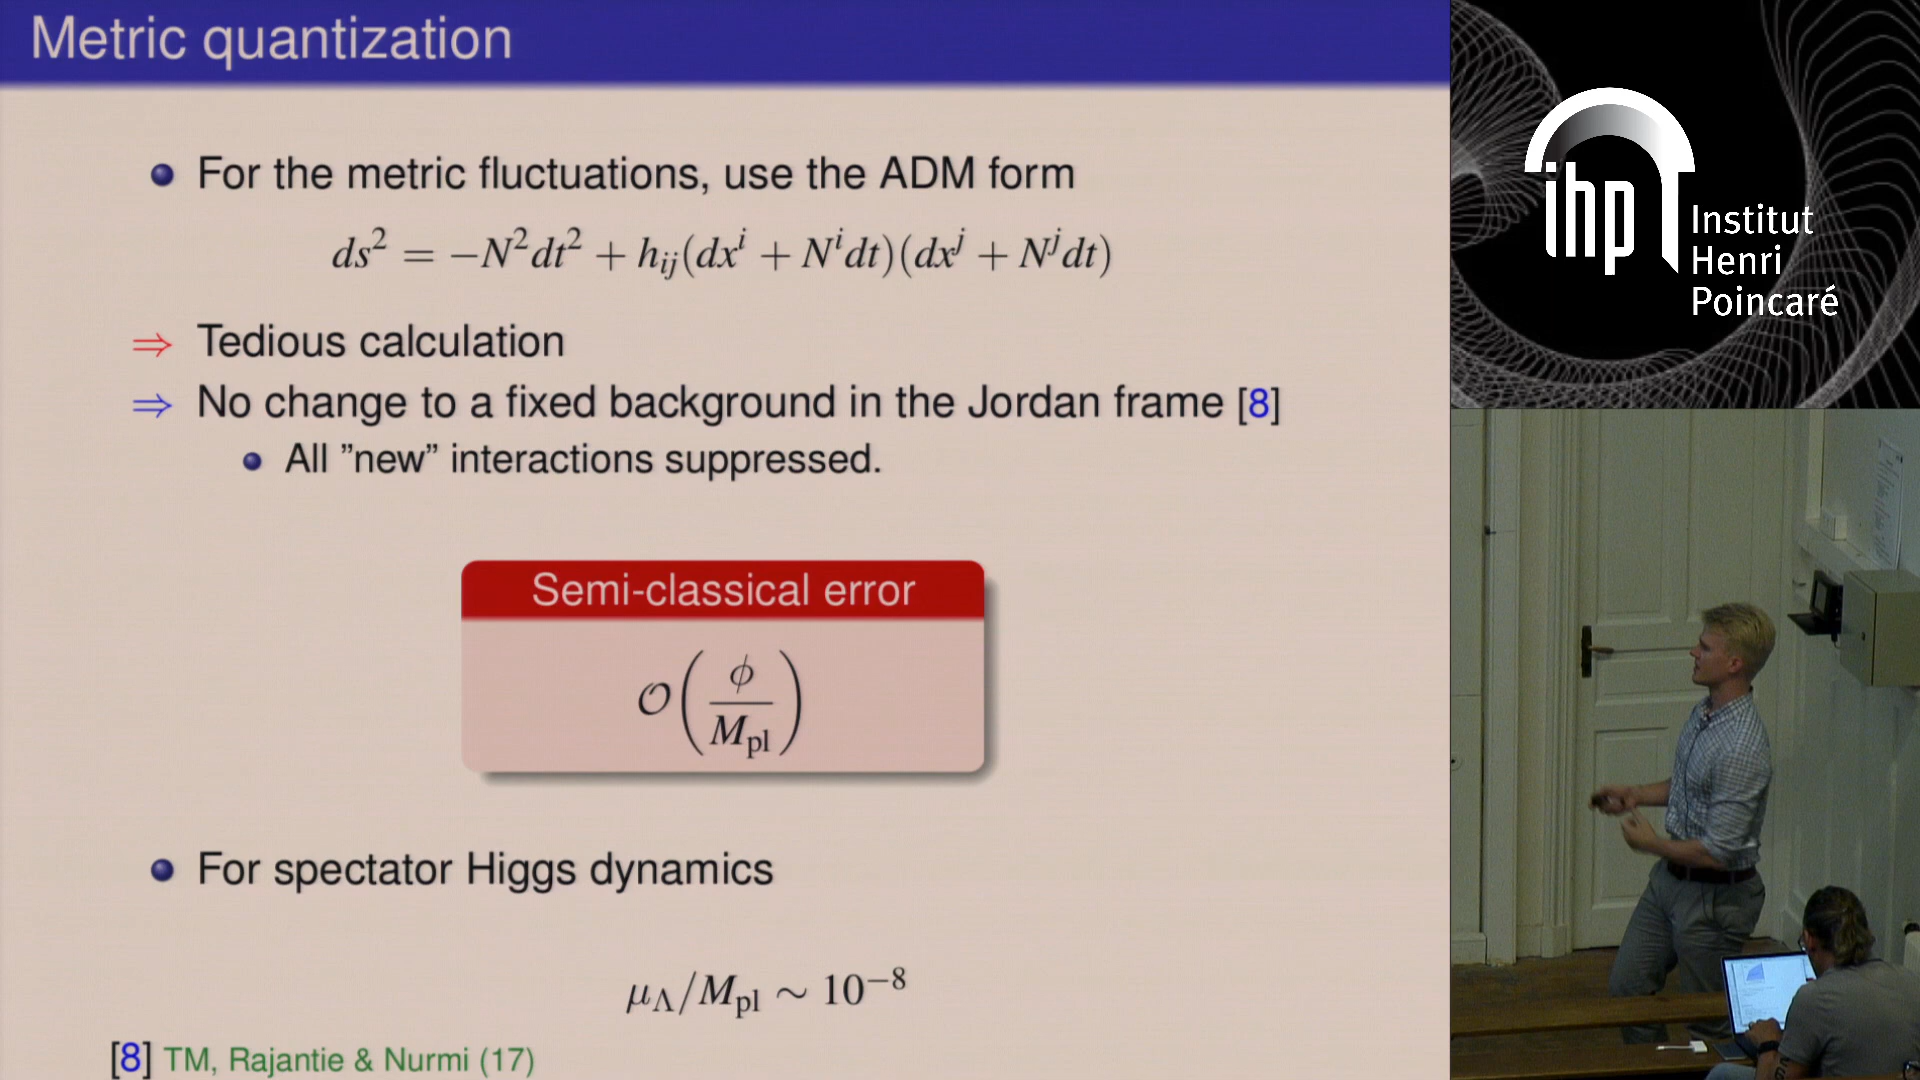 Metric quantization
For the metric fluctuations, use the ADM form
ds² = −N²dt² + h_ij(dx^i + N^i dt)(dx^j + N^j dt)
⇒ Tedious calculation
⇒ No change to a fixed background in the Jordan frame [8]
All ”new” interactions suppressed.
Semi-classical error
𝒪(ϕ/M_pl)
For spectator Higgs dynamics
μ_Λ/M_pl ∼ 10⁻⁸
[8] TM, Rajantie & Nurmi (17)
ihp
Institut
Henri
Poincaré